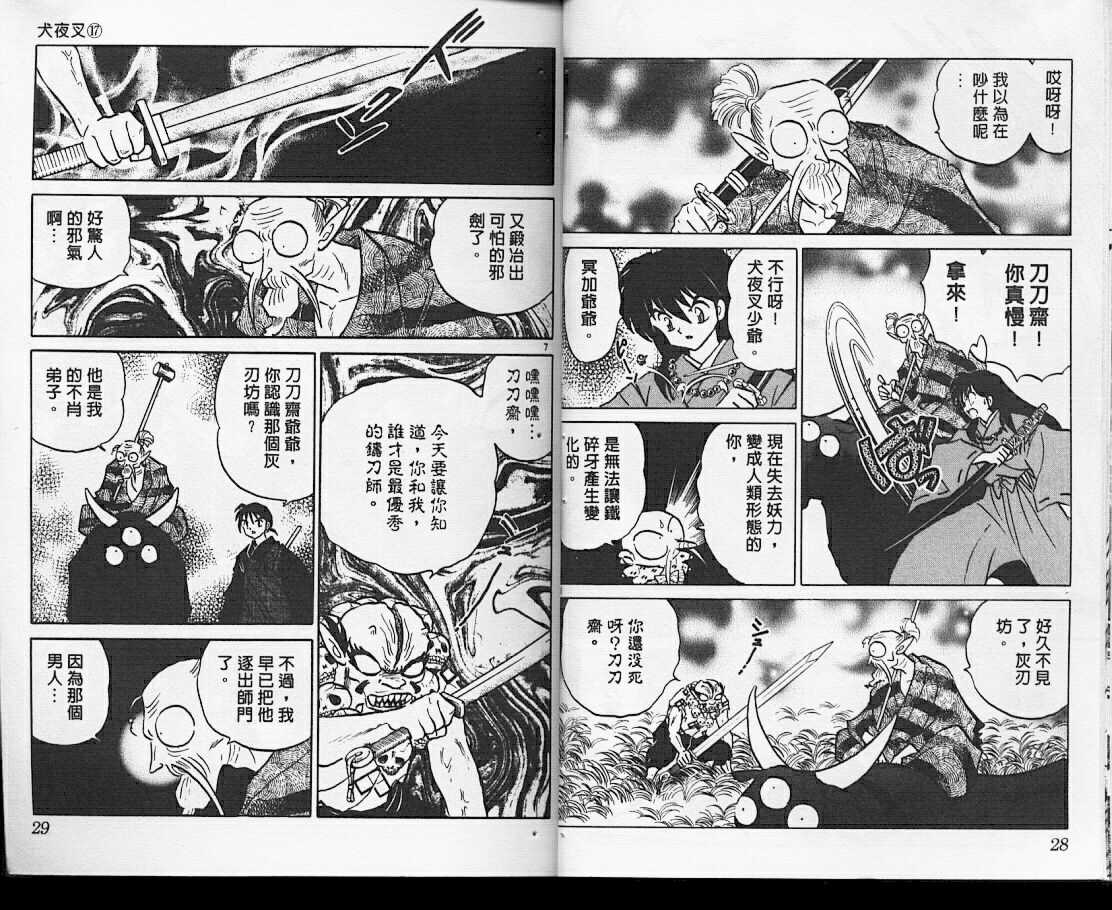 犬夜叉⑰
哎呀呀！
我以為在
吵什麼呢
…
刀刀齋！
你真慢！
拿來！
ばっ
不行呀！
犬夜叉少爺。
冥加爺爺。
現在失去妖力，
變成人類形態的
你，
是無法讓鐵
碎牙產生變
化的。
好久不見
了，灰刃
坊。
你還没死
呀？刀刀
齋。
28
又鍛冶出
可怕的邪
劍了。
好驚人
的邪氣
啊…
7
嘿嘿嘿…
刀刀齋，
今天要讓你知
道，你和我，
誰才是最優秀
的鑄刀師。
刀刀齋爺爺，
你認識那個灰
刃坊嗎？
他是我
的不肖
弟子。
不過，我
早已把他
逐出師門
了。
因為那個
男人…
29